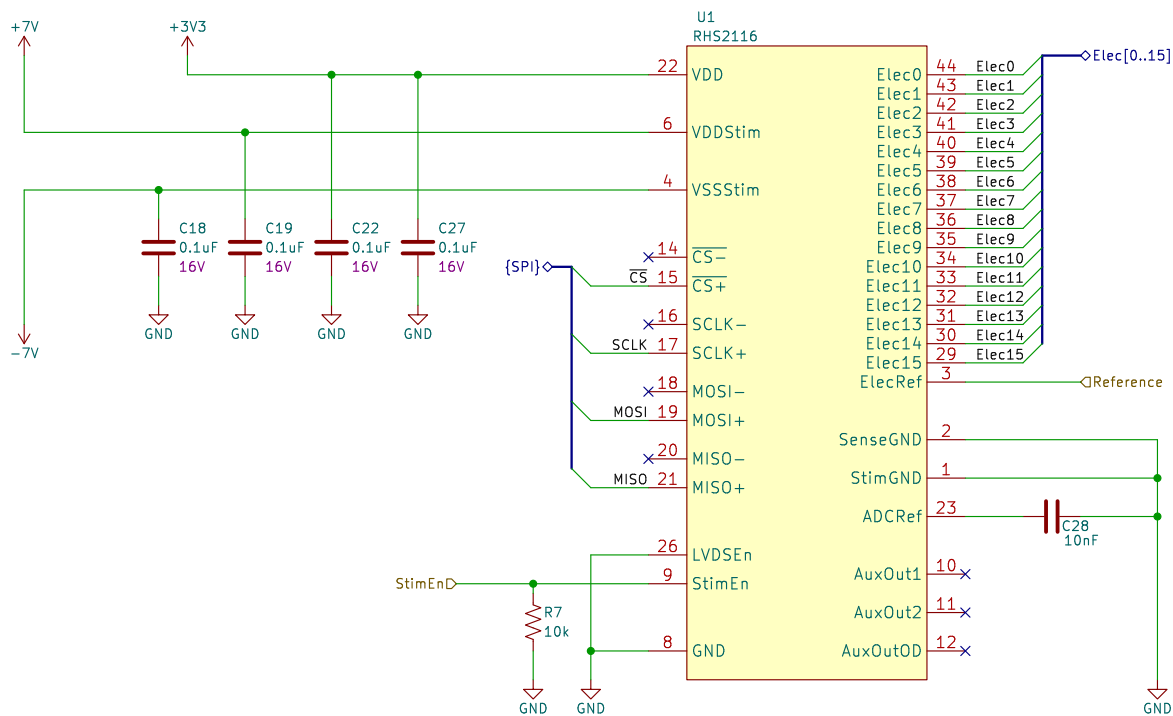 U1
RHS2116
+7V
+3V3
-7V
C18
0.1uF
16V
GND
C19
0.1uF
16V
GND
C22
0.1uF
16V
GND
C27
0.1uF
16V
GND
{SPI}
CS
SCLK
MOSI
MISO
StimEn
R7
10k
GND
GND
22 VDD
6 VDDStim
4 VSSStim
14 CS-
15 CS+
16 SCLK-
17 SCLK+
18 MOSI-
19 MOSI+
20 MISO-
21 MISO+
26 LVDSEn
9 StimEn
8 GND
Elec0 44 Elec0
Elec1 43 Elec1
Elec2 42 Elec2
Elec3 41 Elec3
Elec4 40 Elec4
Elec5 39 Elec5
Elec6 38 Elec6
Elec7 37 Elec7
Elec8 36 Elec8
Elec9 35 Elec9
Elec10 34 Elec10
Elec11 33 Elec11
Elec12 32 Elec12
Elec13 31 Elec13
Elec14 30 Elec14
Elec15 29 Elec15
Elec[0..15]
ElecRef 3 Reference
SenseGND 2
StimGND 1
ADCRef 23
C28
10nF
AuxOut1 10
AuxOut2 11
AuxOutOD 12
GND